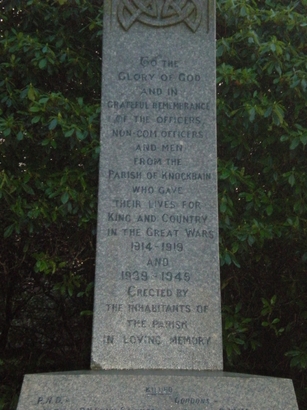 To the
Glory of God
and in
grateful remembrance
of the officers,
non-com officers
and men
from the
Parish of Knockbain
who gave
their lives for
King and Country
in the Great Wars
1914-1919
and
1939-1945
Erected by
the inhabitants of
the Parish
in loving memory